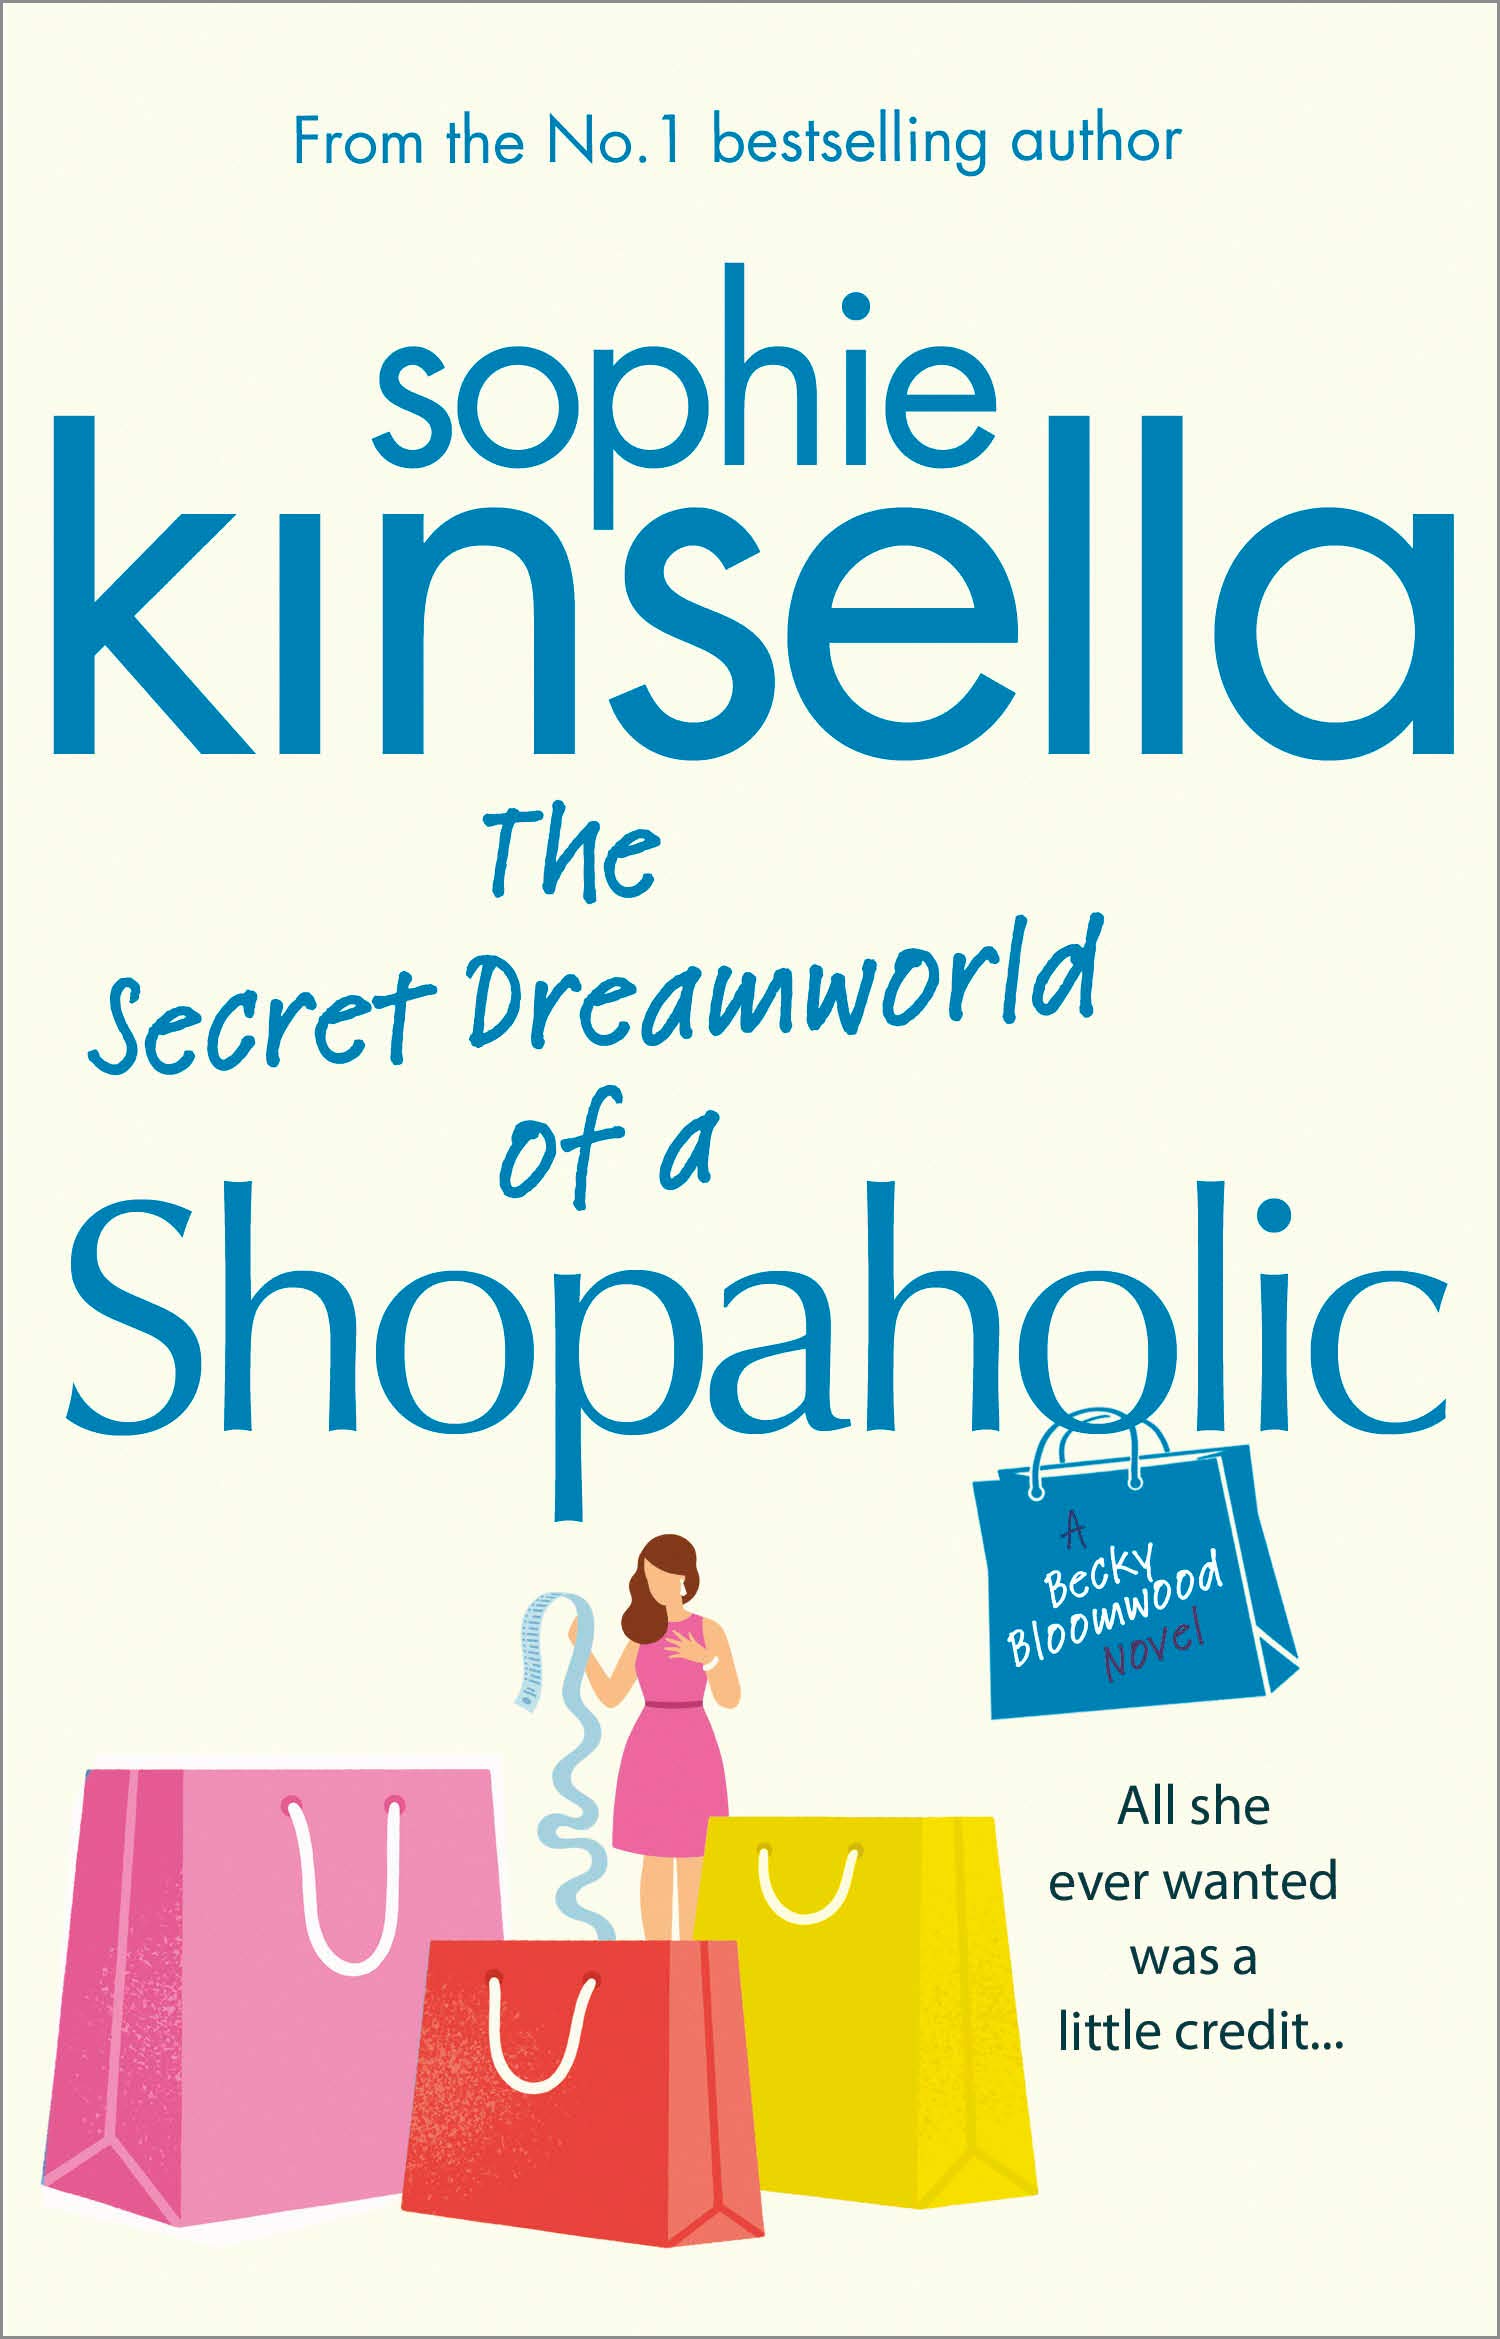 From the No.1 bestselling author
sophie
kinsella
The
Secret Dreamworld
of a
Shopaholic
A
Becky
Bloomwood
Novel
All she
ever wanted
was a
little credit...